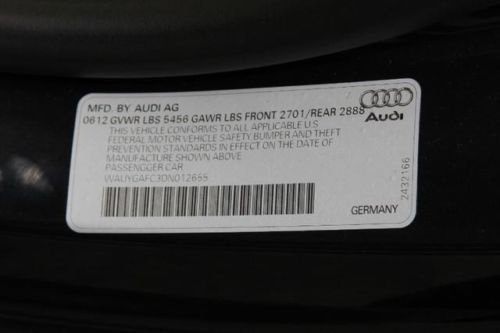 MFD. BY AUDI AG
0612 GVWR LBS 5456 GAWR LBS FRONT 2701/REAR 2888
THIS VEHICLE CONFORMS TO ALL APPLICABLE U.S
FEDERAL MOTOR VEHICLE SAFETY BUMPER AND THEFT
PREVENTION STANDARDS IN EFFECT ON THE DATE OF
MANUFACTURE SHOWN ABOVE
PASSENGER CAR
WAUYGAFC3DN012655
Audi
2432166
GERMANY